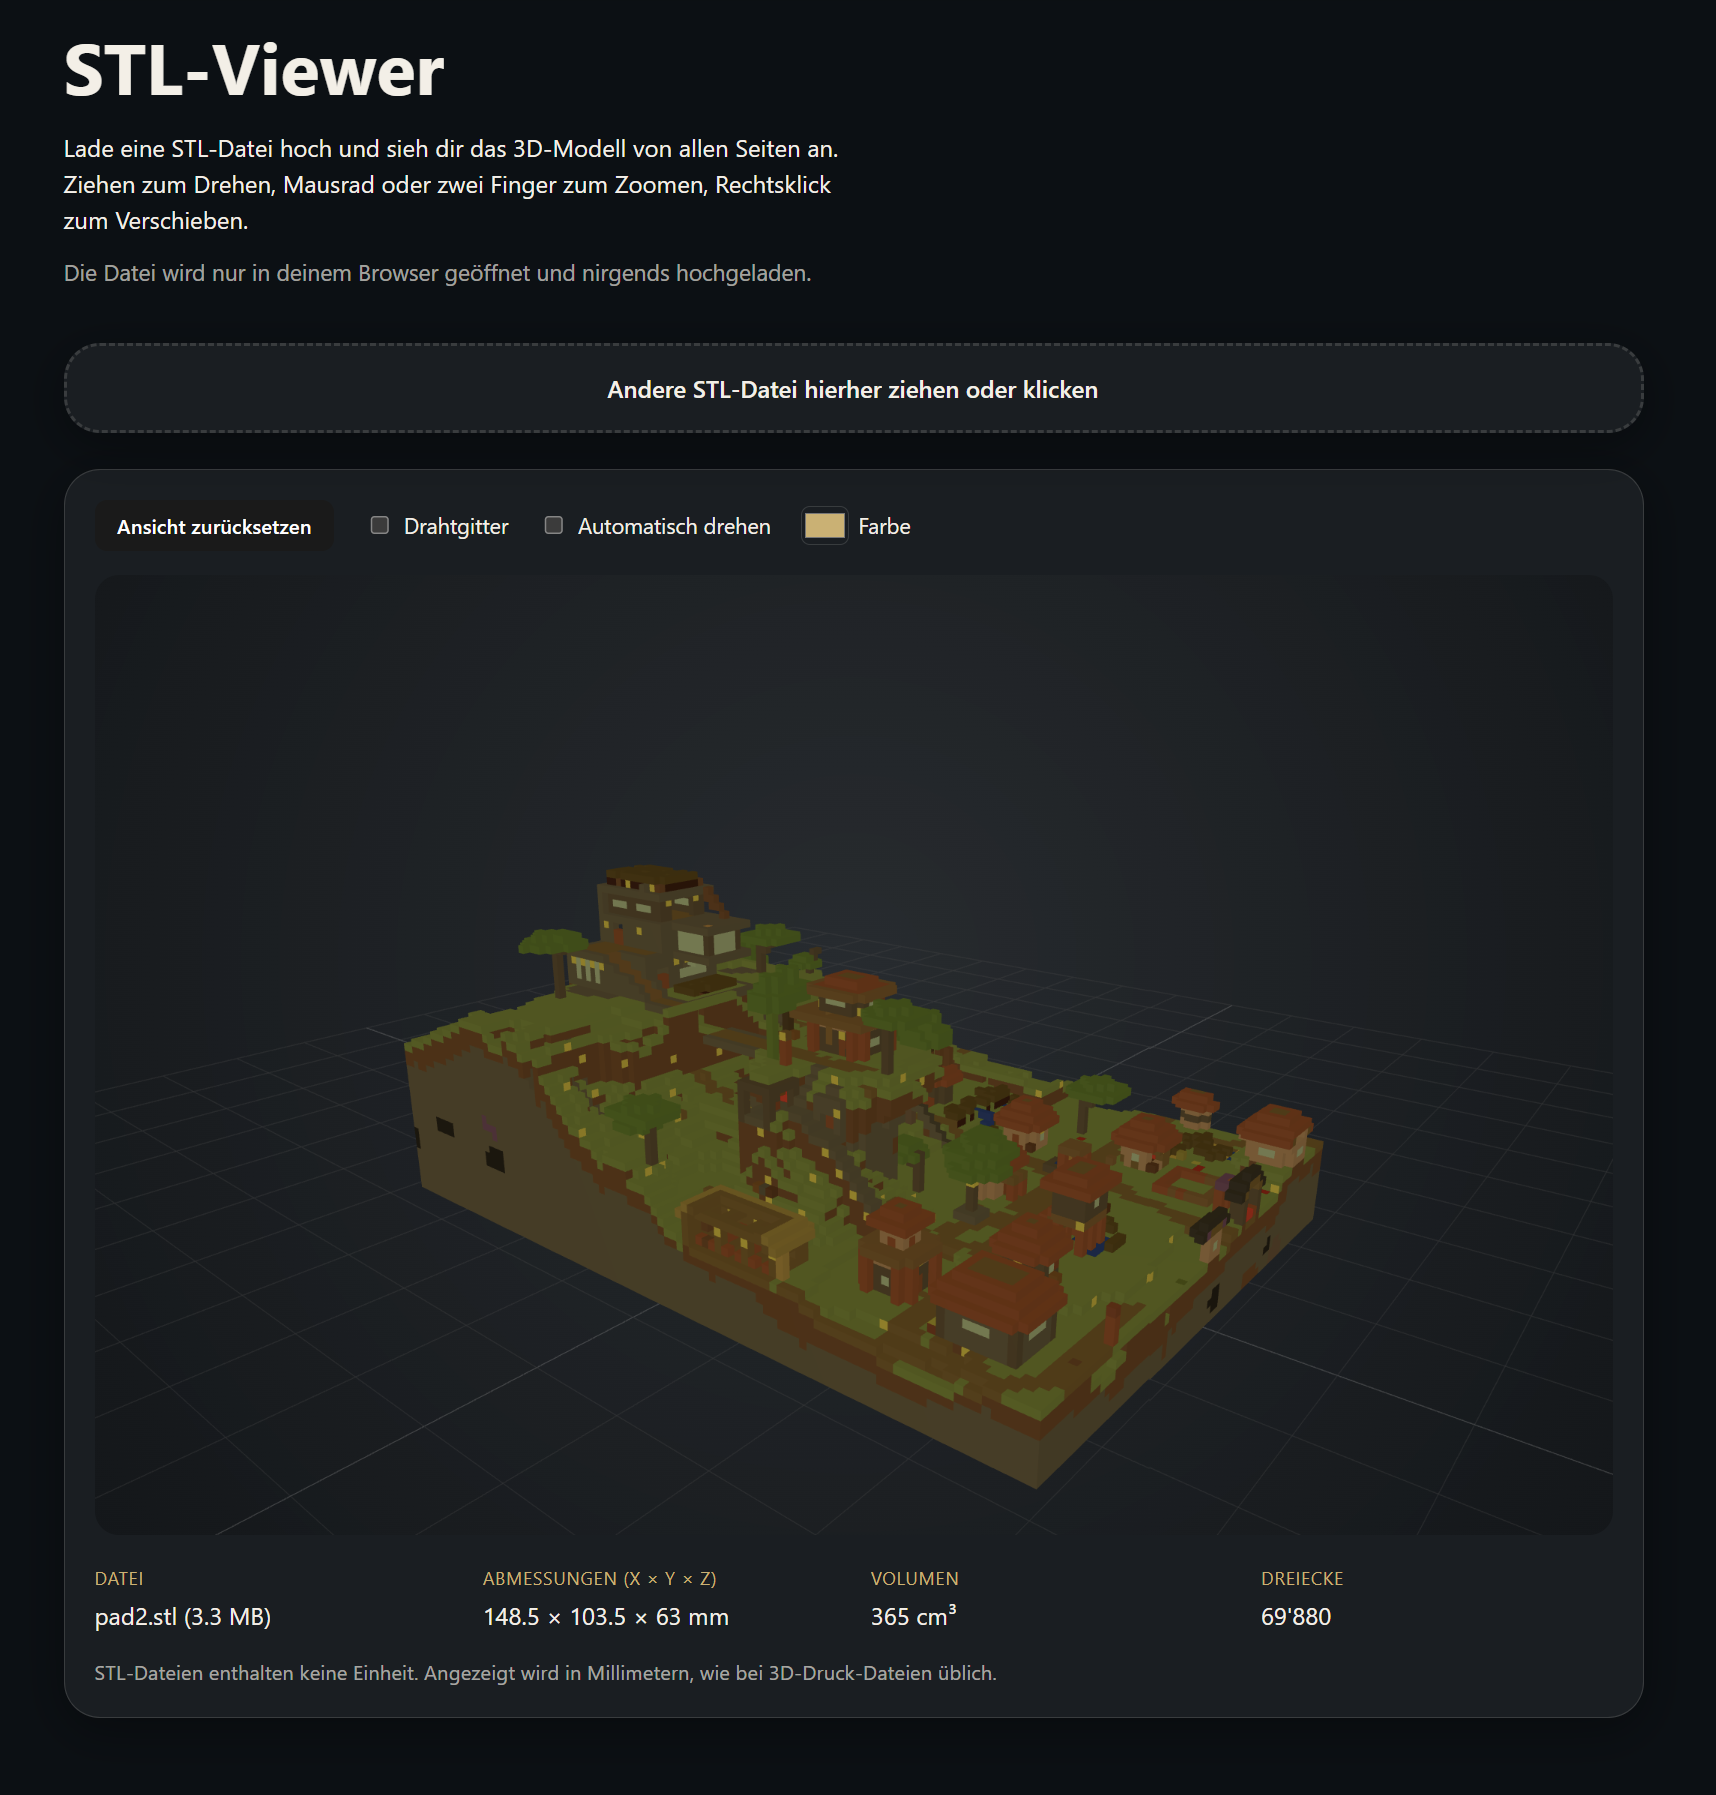 STL-Viewer
Lade eine STL-Datei hoch und sieh dir das 3D-Modell von allen Seiten an.
Ziehen zum Drehen, Mausrad oder zwei Finger zum Zoomen, Rechtsklick
zum Verschieben.
Die Datei wird nur in deinem Browser geöffnet und nirgends hochgeladen.
Andere STL-Datei hierher ziehen oder klicken
Ansicht zurücksetzen Drahtgitter Automatisch drehen Farbe
DATEI ABMESSUNGEN (X × Y × Z) VOLUMEN DREIECKE
pad2.stl (3.3 MB) 148.5 × 103.5 × 63 mm 365 cm³ 69'880
STL-Dateien enthalten keine Einheit. Angezeigt wird in Millimetern, wie bei 3D-Druck-Dateien üblich.